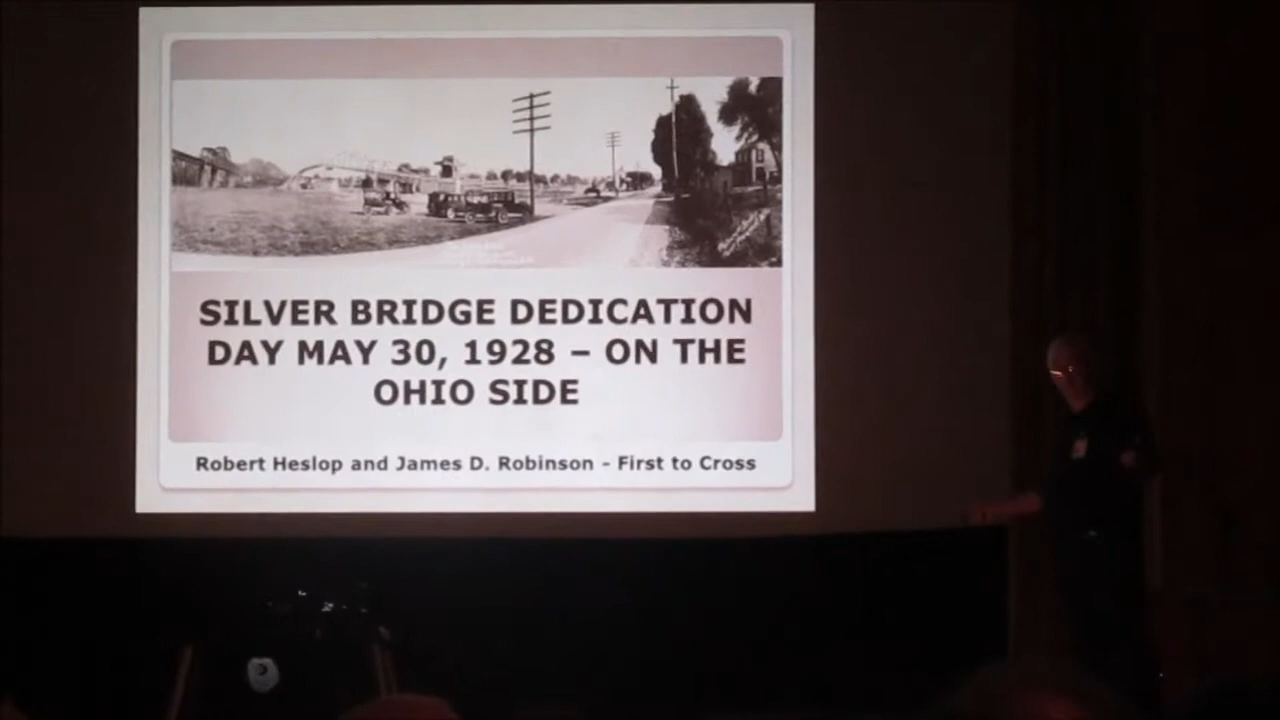 SILVER BRIDGE DEDICATION
DAY MAY 30, 1928 – ON THE
OHIO SIDE
Robert Heslop and James D. Robinson - First to Cross